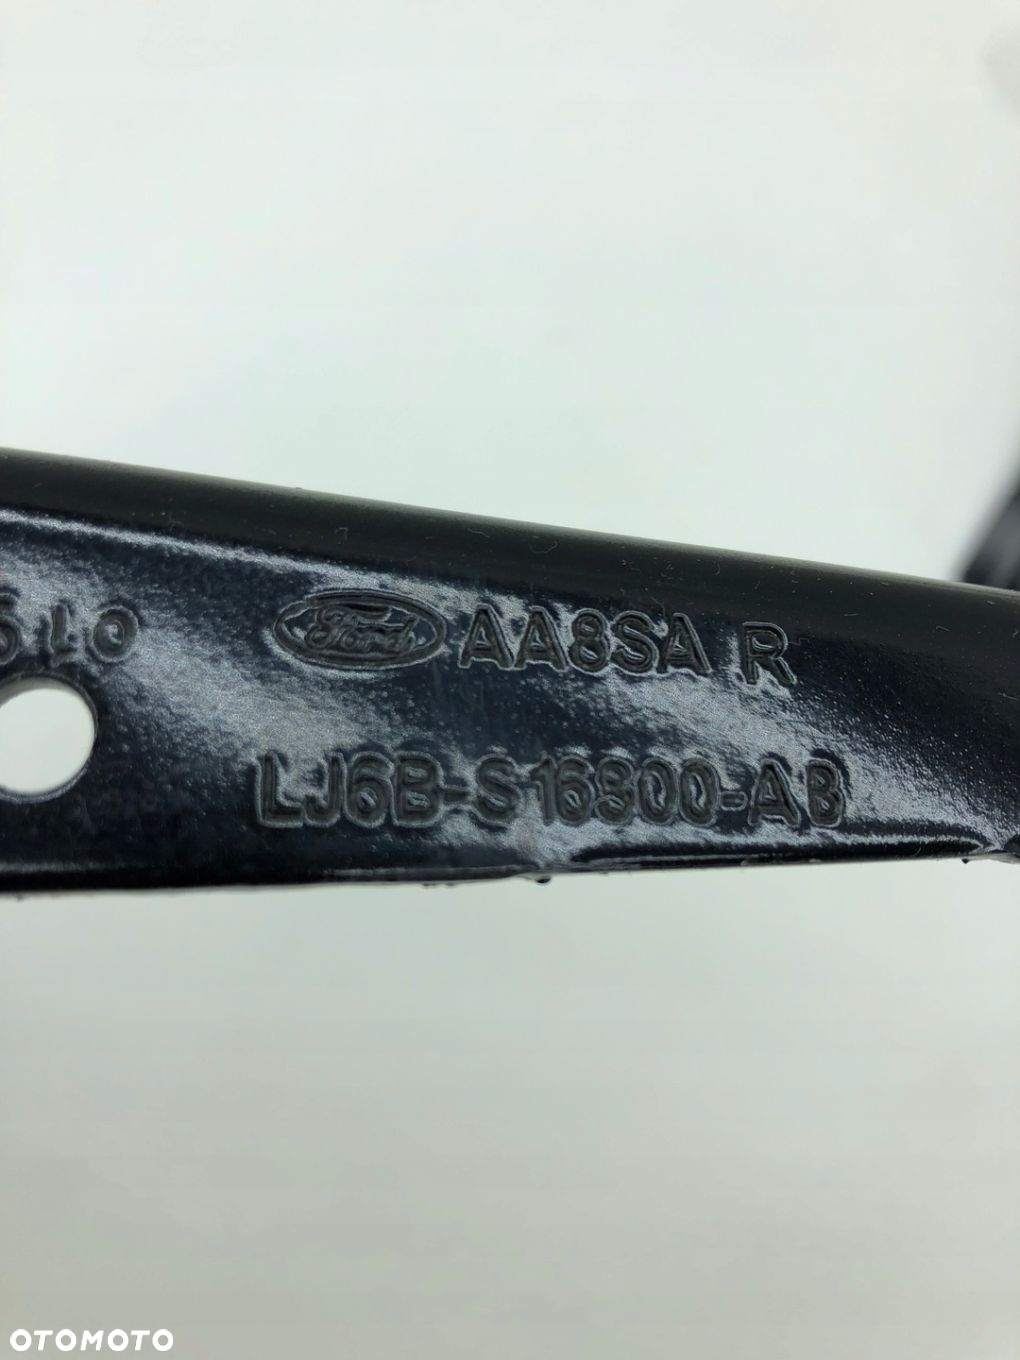 Ford AA8SA R
LJ6B-S16800-AB
OTOMOTO